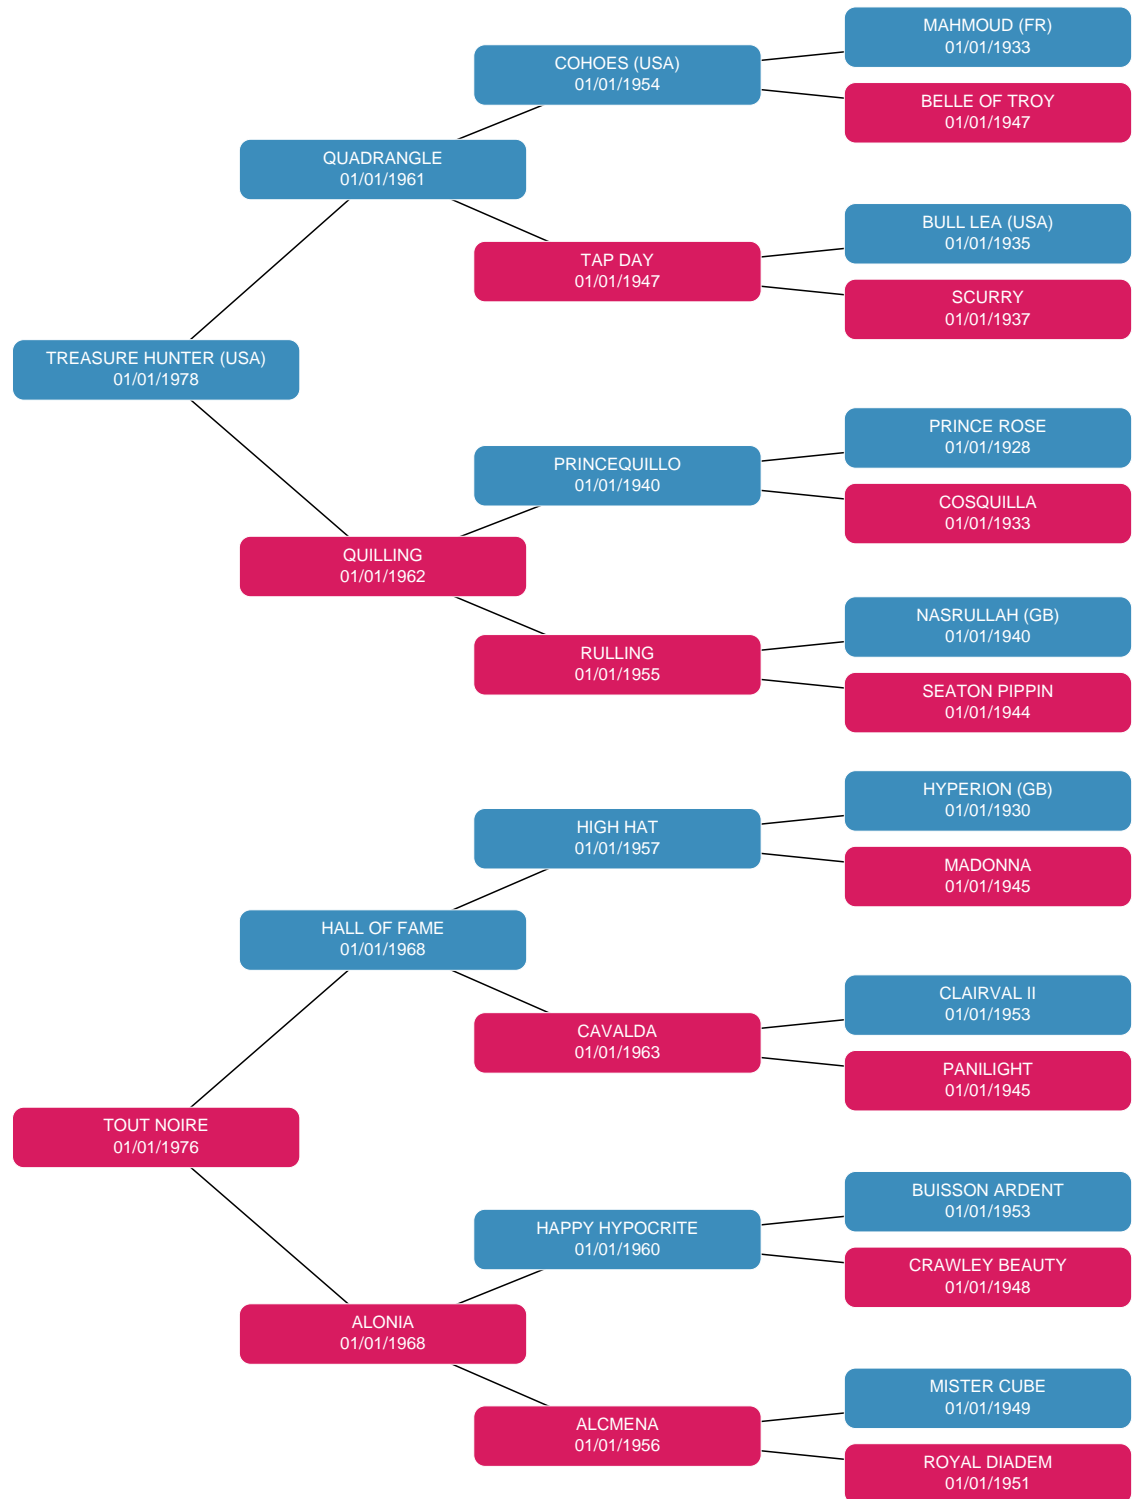 MAHMOUD (FR)
01/01/1933
COHOES (USA)
01/01/1954
BELLE OF TROY
01/01/1947
QUADRANGLE
01/01/1961
BULL LEA (USA)
01/01/1935
TAP DAY
01/01/1947
SCURRY
01/01/1937
TREASURE HUNTER (USA)
01/01/1978
PRINCE ROSE
01/01/1928
PRINCEQUILLO
01/01/1940
COSQUILLA
01/01/1933
QUILLING
01/01/1962
NASRULLAH (GB)
01/01/1940
RULLING
01/01/1955
SEATON PIPPIN
01/01/1944
HYPERION (GB)
01/01/1930
HIGH HAT
01/01/1957
MADONNA
01/01/1945
HALL OF FAME
01/01/1968
CLAIRVAL II
01/01/1953
CAVALDA
01/01/1963
PANILIGHT
01/01/1945
TOUT NOIRE
01/01/1976
BUISSON ARDENT
01/01/1953
HAPPY HYPOCRITE
01/01/1960
CRAWLEY BEAUTY
01/01/1948
ALONIA
01/01/1968
MISTER CUBE
01/01/1949
ALCMENA
01/01/1956
ROYAL DIADEM
01/01/1951